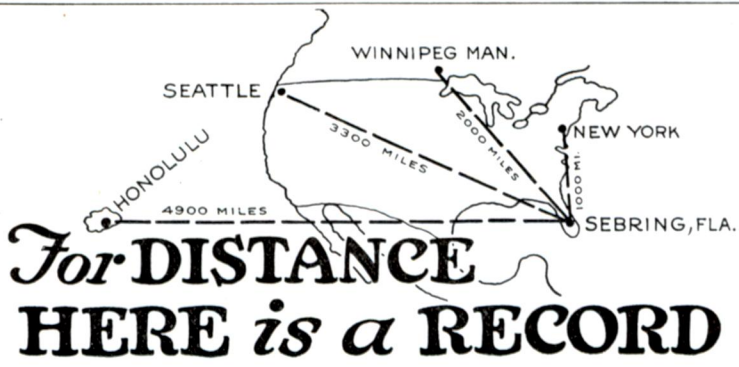 WINNIPEG MAN.
SEATTLE
2000 MILES
NEW YORK
3300 MILES
HONOLULU
1000 MI.
4900 MILES
SEBRING, FLA.
For DISTANCE
HERE is a RECORD